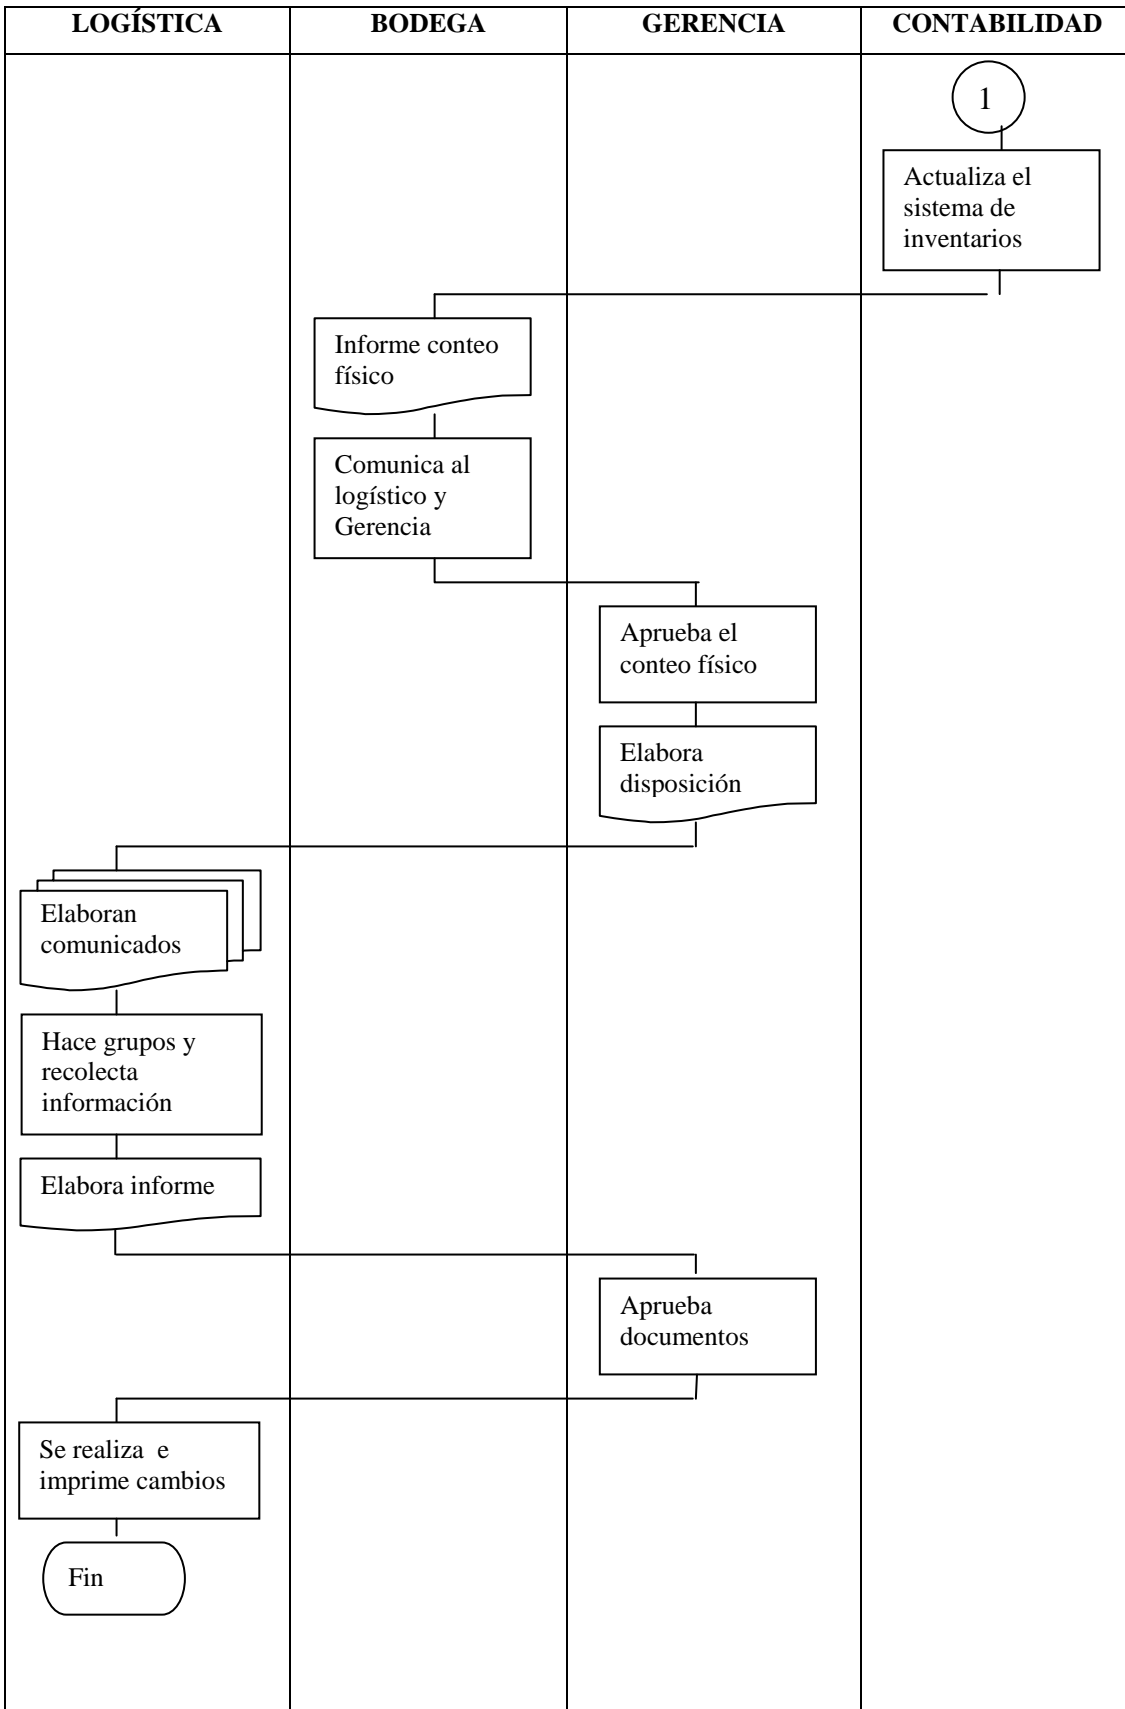 LOGÍSTICA
BODEGA
GERENCIA
CONTABILIDAD
1
Actualiza el
sistema de
inventarios
Informe conteo
físico
Comunica al
logístico y
Gerencia
Aprueba el
conteo físico
Elabora
disposición
Elaboran
comunicados
Hace grupos y
recolecta
información
Elabora informe
Aprueba
documentos
Se realiza  e
imprime cambios
Fin